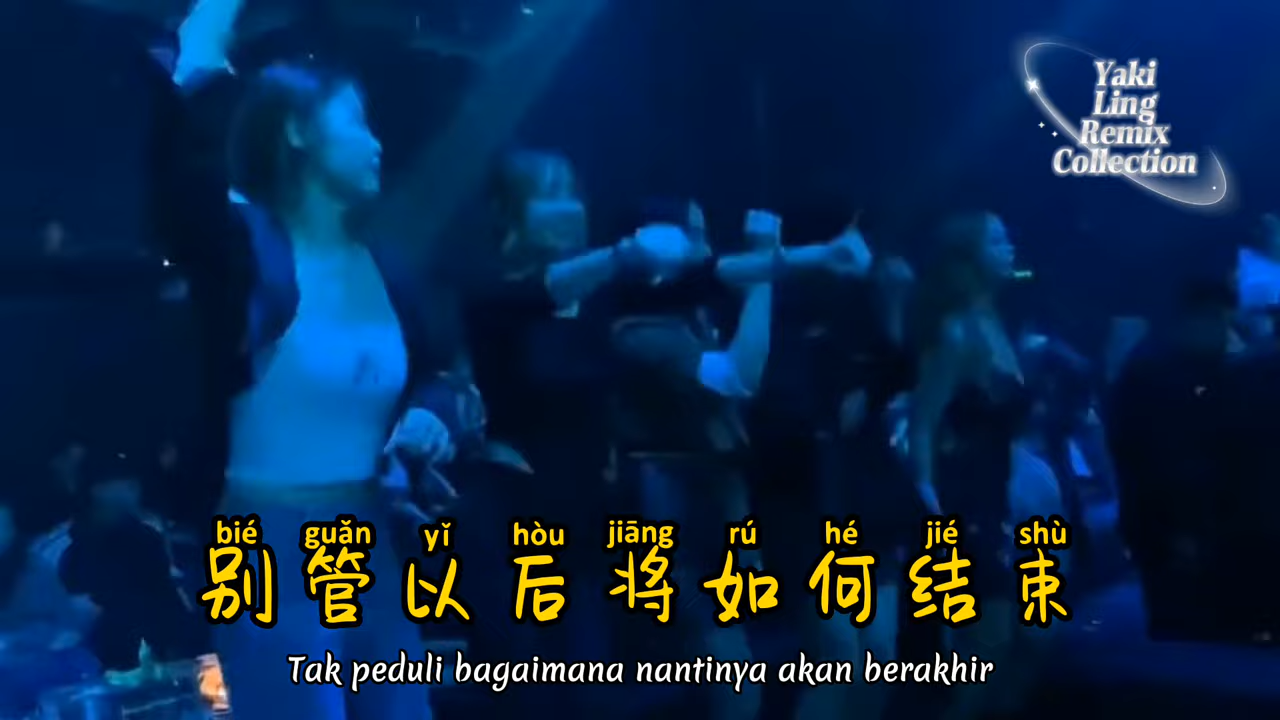 Yaki
Ling
Remix
Collection
bié guǎn yǐ hòu jiāng rú hé jié shù
别管以后将如何结束
Tak peduli bagaimana nantinya akan berakhir